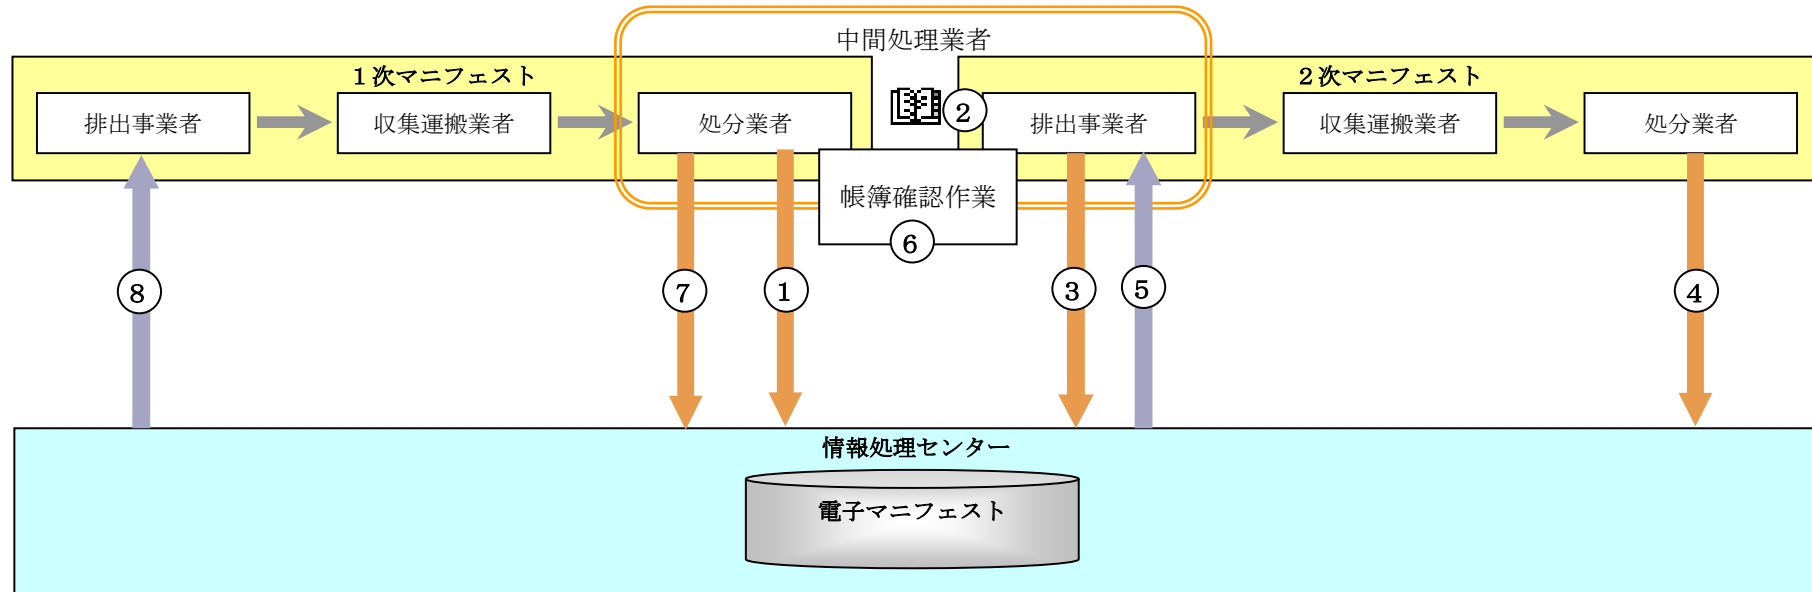 中間処理業者
１次マニフェスト
２次マニフェスト
排出事業者
収集運搬業者
処分業者
②
排出事業者
収集運搬業者
処分業者
帳簿確認作業
⑥
⑧
⑦
①
③
⑤
④
情報処理センター
電子マニフェスト